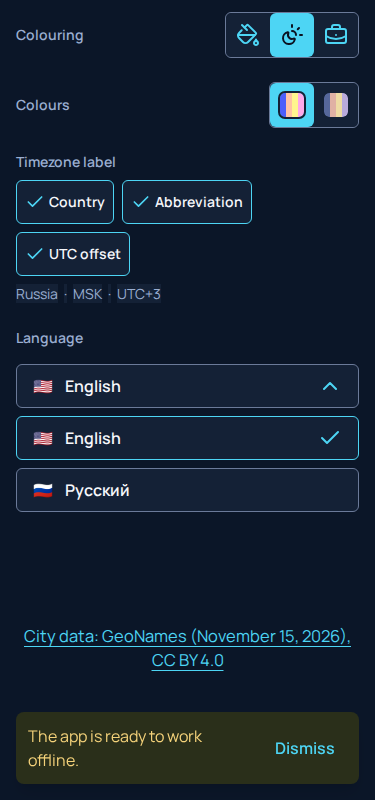 Colouring
Colours
Timezone label
Country
Abbreviation
UTC offset
Russia · MSK · UTC+3
Language
English
English
Русский
City data: GeoNames (November 15, 2026),
CC BY 4.0
The app is ready to work
offline.
Dismiss